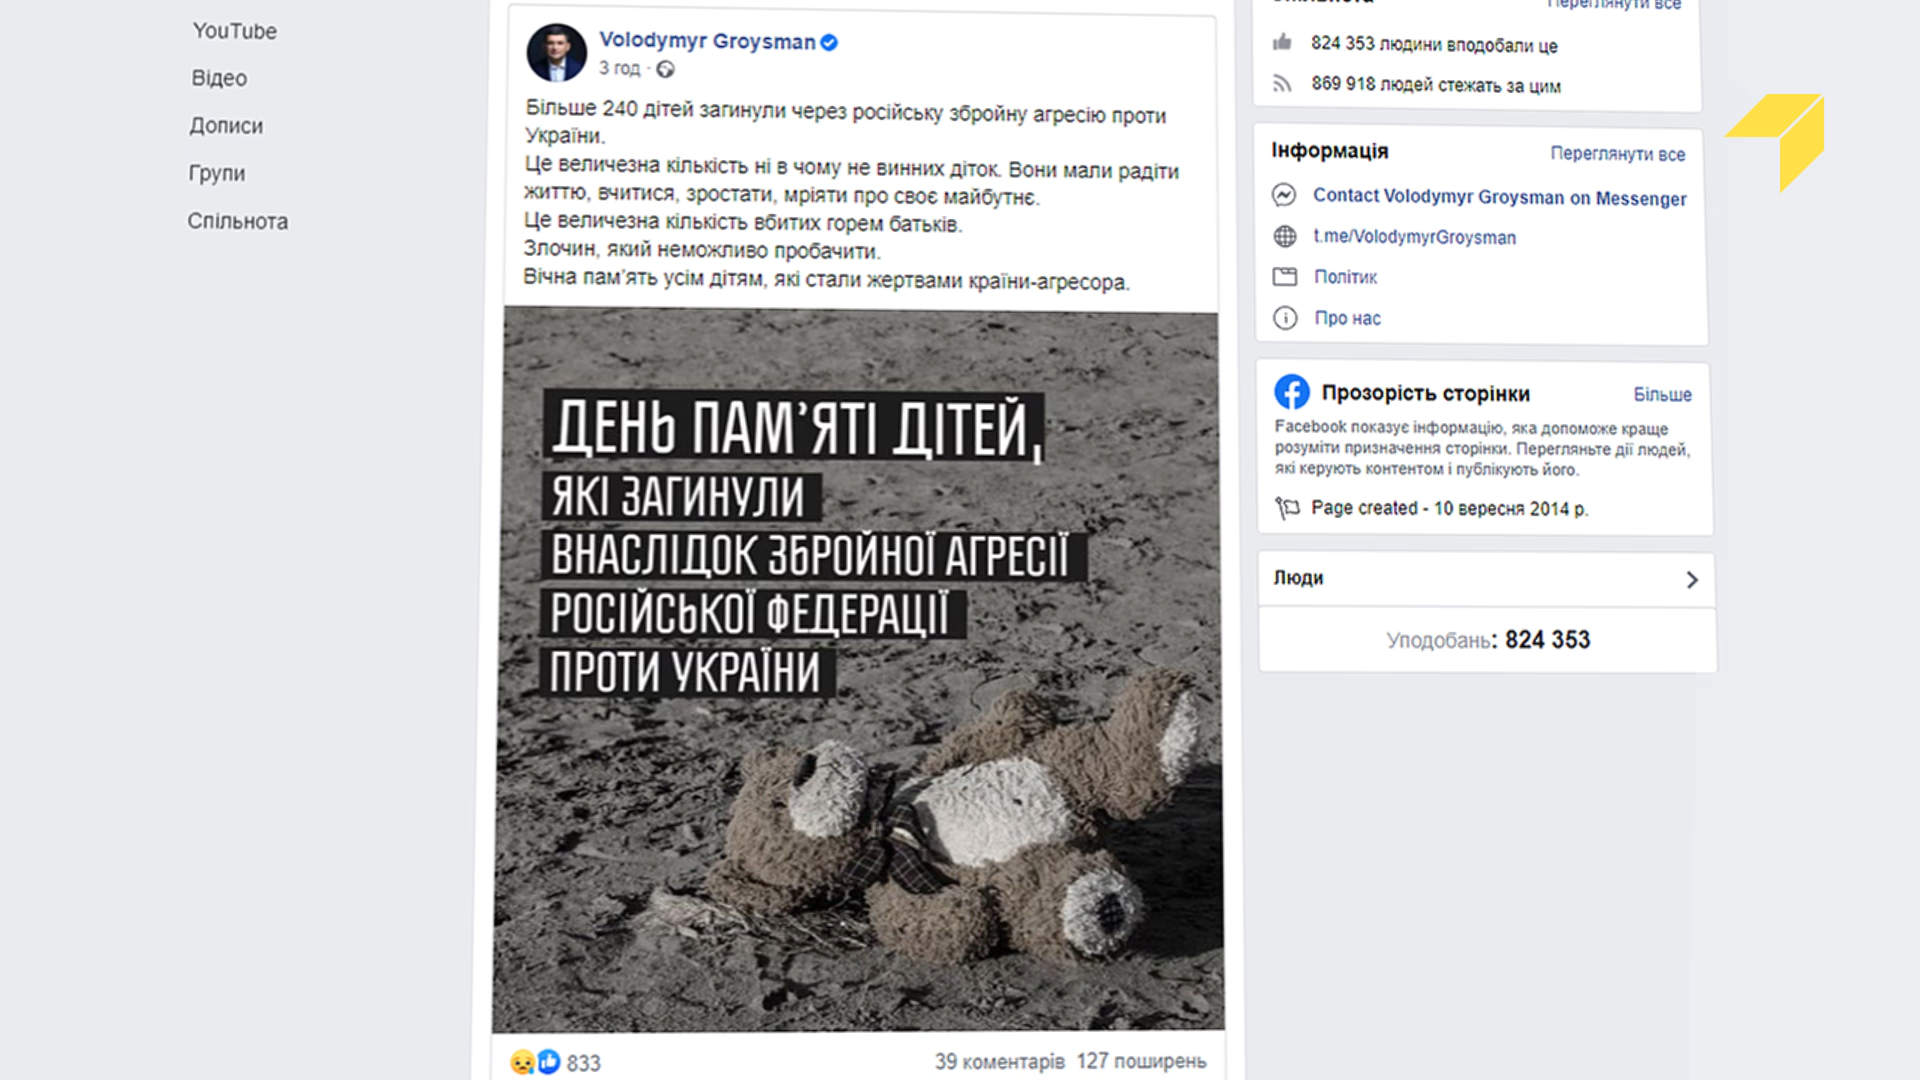 YouTube
Відео
Дописи
Групи
Спільнота
Volodymyr Groysman
3 год ·
Більше 240 дітей загинули через російську збройну агресію проти
України.
Це величезна кількість ні в чому не винних діток. Вони мали радіти
життю, вчитися, зростати, мріяти про своє майбутнє.
Це величезна кількість вбитих горем батьків.
Злочин, який неможливо пробачити.
Вічна пам'ять усім дітям, які стали жертвами країни-агресора.
ДЕНЬ ПАМ'ЯТІ ДІТЕЙ,
ЯКІ ЗАГИНУЛИ
ВНАСЛІДОК ЗБРОЙНОЇ АГРЕСІЇ
РОСІЙСЬКОЇ ФЕДЕРАЦІЇ
ПРОТИ УКРАЇНИ
833
39 коментарів 127 поширень
Переглянути все
824 353 людини вподобали це
869 918 людей стежать за цим
Інформація Переглянути все
Contact Volodymyr Groysman on Messenger
t.me/VolodymyrGroysman
Політик
Про нас
Прозорість сторінки Більше
Facebook показує інформацію, яка допоможе краще
розуміти призначення сторінки. Перегляньте дії людей,
які керують контентом і публікують його.
Page created - 10 вересня 2014 р.
Люди
Уподобань: 824 353